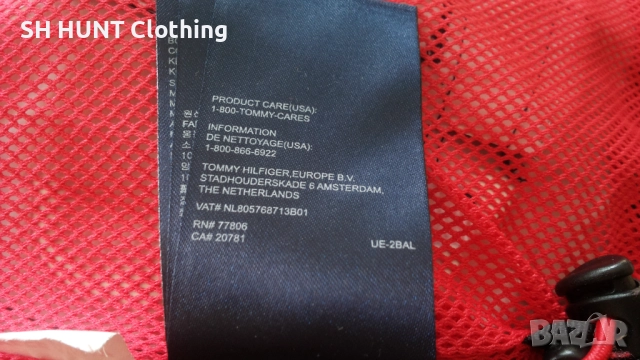 SH HUNT Clothing
PRODUCT CARE(USA):
1-800-TOMMY-CARES
INFORMATION
DE NETTOYAGE(USA):
1-800-866-6922
TOMMY HILFIGER,EUROPE B.V.
STADHOUDERSKADE 6 AMSTERDAM,
THE NETHERLANDS
VAT# NL805768713B01
RN# 77806
CA# 20781
UE-2BAL
BAZAR